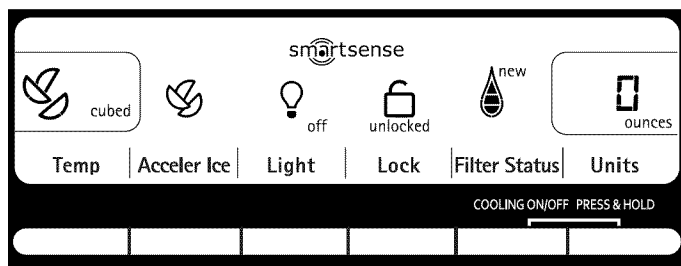 smartsense
cubed
off
unlocked
new
0
ounces
Temp Acceler Ice Light Lock Filter Status Units
COOLING ON/OFF PRESS & HOLD